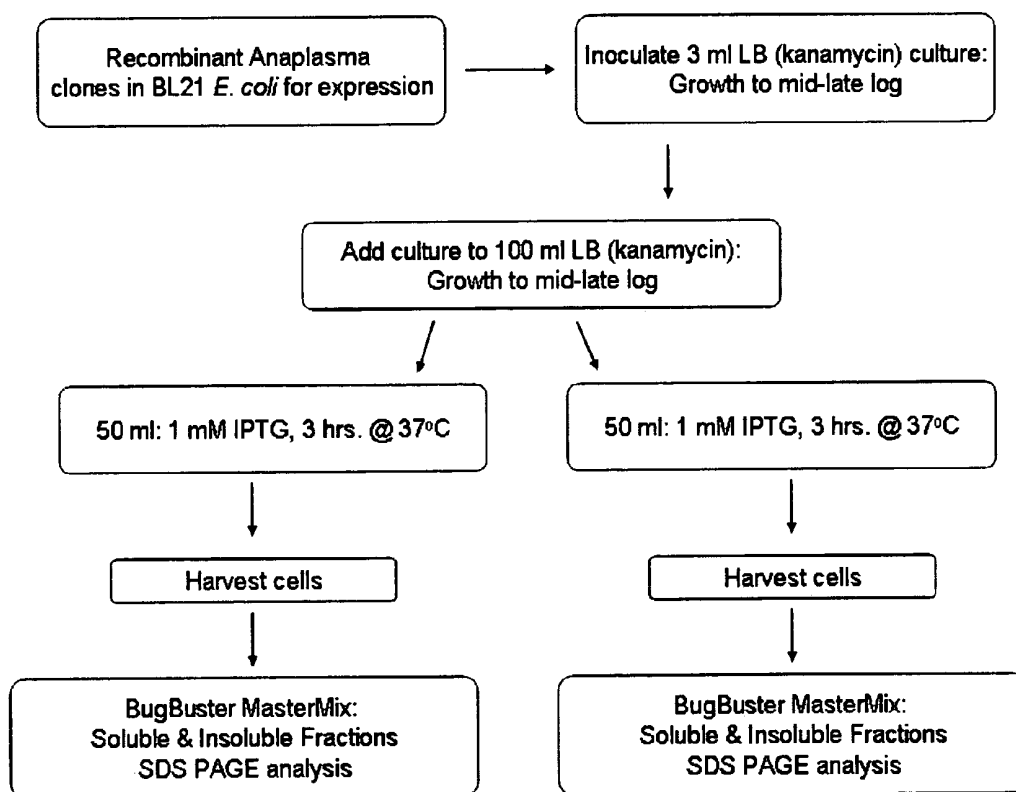 Recombinant Anaplasma
clones in BL21 E. coli for expression
Inoculate 3 ml LB (kanamycin) culture:
Growth to mid-late log
Add culture to 100 ml LB (kanamycin):
Growth to mid-late log
50 ml: 1 mM IPTG, 3 hrs. @ 37ºC
50 ml: 1 mM IPTG, 3 hrs. @ 37ºC
Harvest cells
Harvest cells
BugBuster MasterMix:
Soluble & Insoluble Fractions
SDS PAGE analysis
BugBuster MasterMix:
Soluble & Insoluble Fractions
SDS PAGE analysis